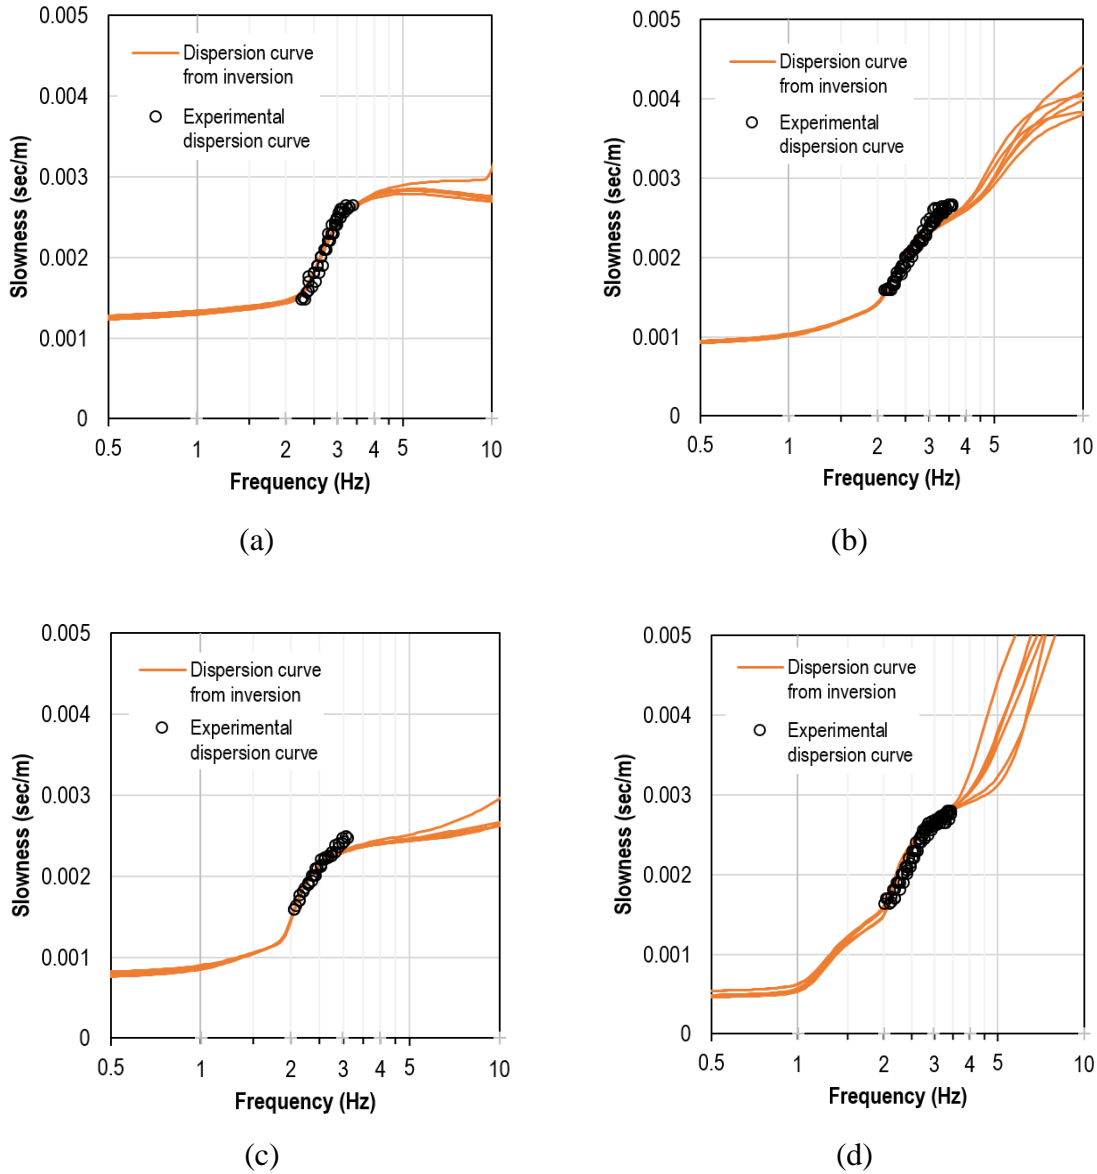 0.005
0.004
0.003
0.002
0.001
0
Slowness (sec/m)
Dispersion curve
from inversion
Experimental
dispersion curve
0.5 1 2 3 4 5 10
Frequency (Hz)
(a)
0.005
0.004
0.003
0.002
0.001
0
Slowness (sec/m)
Dispersion curve
from inversion
Experimental
dispersion curve
0.5 1 2 3 4 5 10
Frequency (Hz)
(b)
0.005
0.004
0.003
0.002
0.001
0
Slowness (sec/m)
Dispersion curve
from inversion
Experimental
dispersion curve
0.5 1 2 3 4 5 10
Frequency (Hz)
(c)
0.005
0.004
0.003
0.002
0.001
0
Slowness (sec/m)
Dispersion curve
from inversion
Experimental
dispersion curve
0.5 1 2 3 4 5 10
Frequency (Hz)
(d)